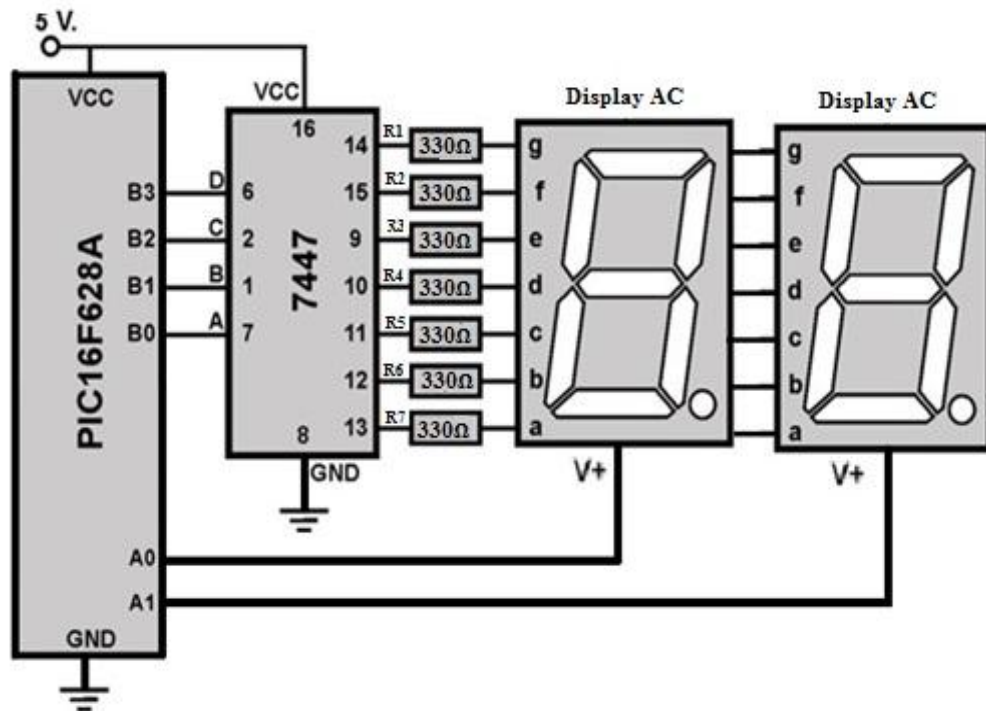 5 V.
VCC
PIC16F628A
B3
B2
B1
B0
A0
A1
GND
D
C
B
A
VCC
16
6
2
1
7
7447
14
15
9
10
11
12
13
8
GND
R1 330Ω
R2 330Ω
R3 330Ω
R4 330Ω
R5 330Ω
R6 330Ω
R7 330Ω
Display AC
g
f
e
d
c
b
a
V+
Display AC
g
f
e
d
c
b
a
V+